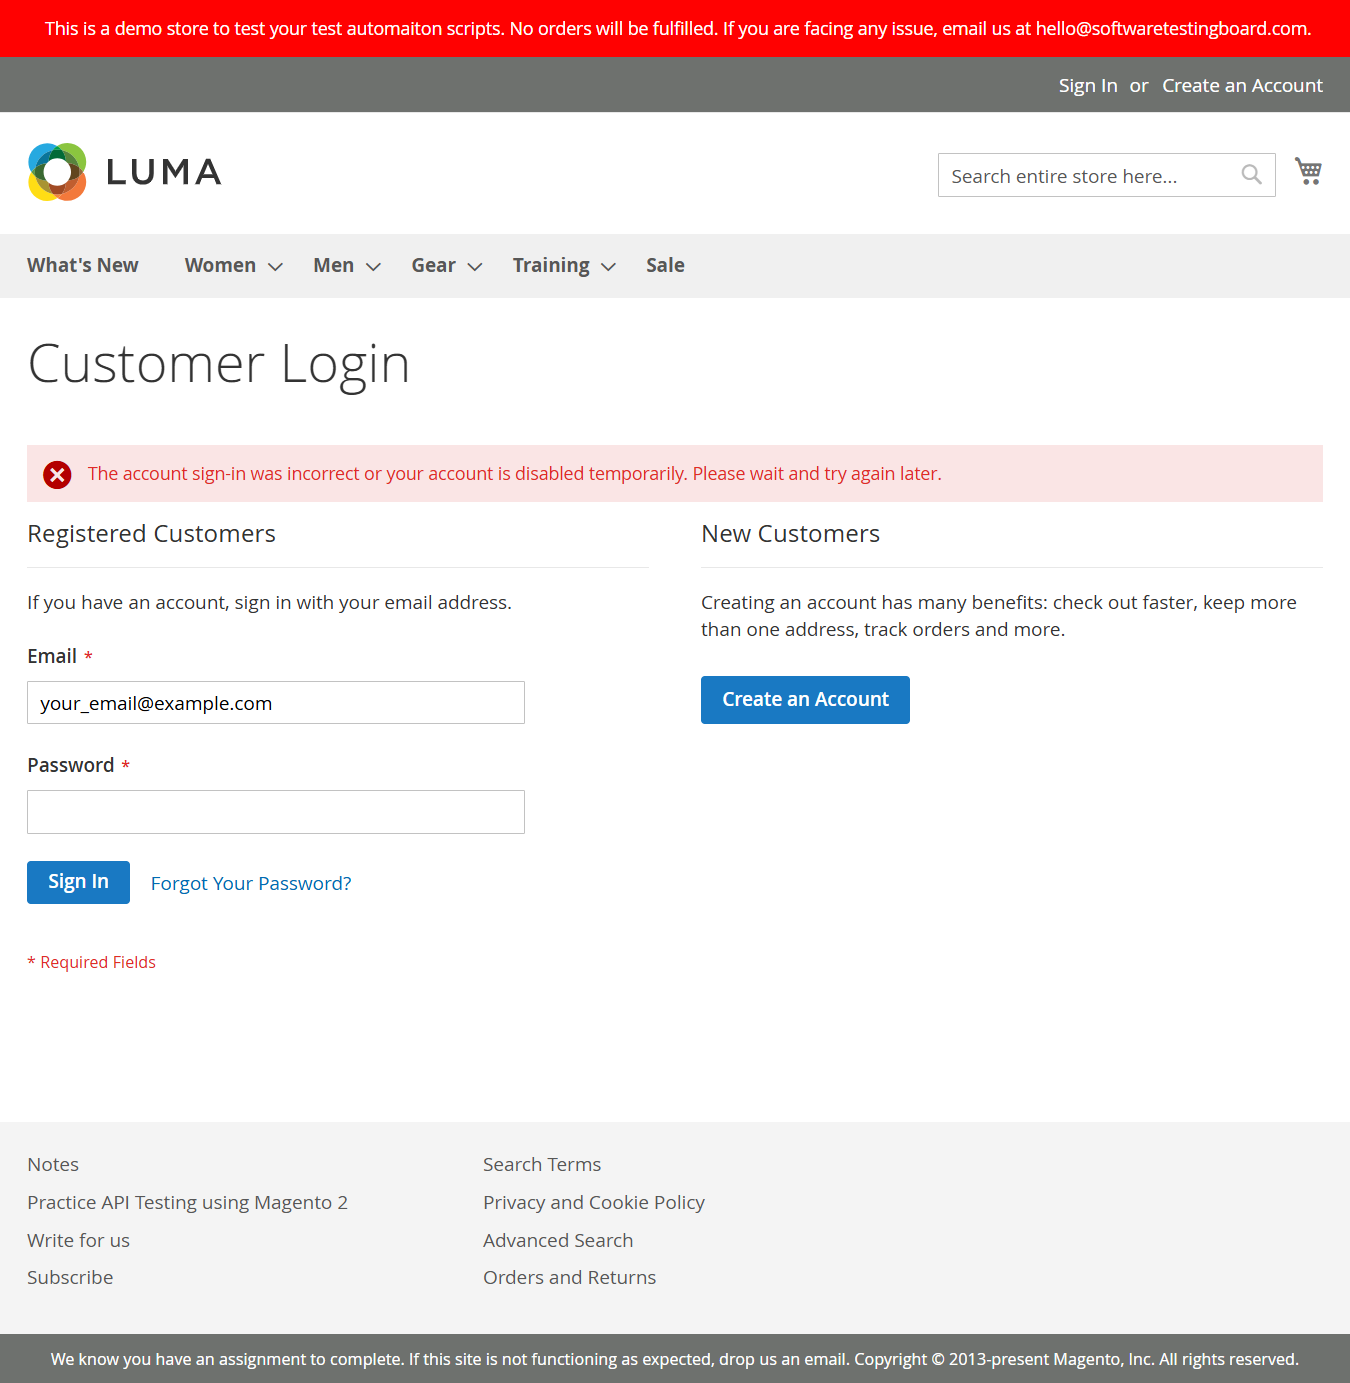 This is a demo store to test your test automaiton scripts. No orders will be fulfilled. If you are facing any issue, email us at hello@softwaretestingboard.com.
Sign In or Create an Account
LUMA
Search entire store here...
What's New Women Men Gear Training Sale
Customer Login
The account sign-in was incorrect or your account is disabled temporarily. Please wait and try again later.
Registered Customers
If you have an account, sign in with your email address.
Email *
your_email@example.com
Password *
Sign In Forgot Your Password?
* Required Fields
New Customers
Creating an account has many benefits: check out faster, keep more
than one address, track orders and more.
Create an Account
Notes
Practice API Testing using Magento 2
Write for us
Subscribe
Search Terms
Privacy and Cookie Policy
Advanced Search
Orders and Returns
We know you have an assignment to complete. If this site is not functioning as expected, drop us an email. Copyright © 2013-present Magento, Inc. All rights reserved.